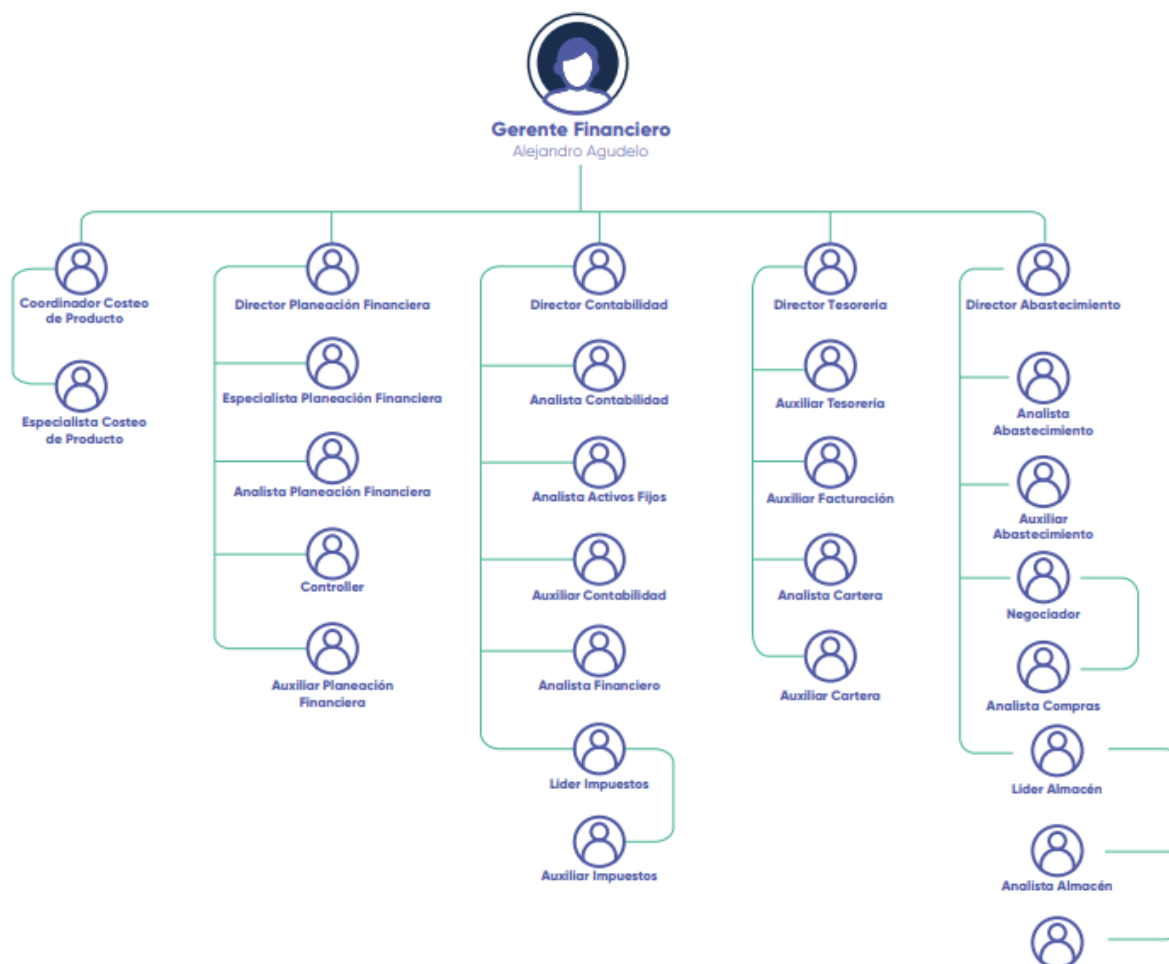 Gerente Financiero
Alejandro Agudelo
Coordinador Costeo
de Producto
Especialista Costeo
de Producto
Director Planeación Financiera
Especialista Planeación Financiera
Analista Planeación Financiera
Controller
Auxiliar Planeación
Financiera
Director Contabilidad
Analista Contabilidad
Analista Activos Fijos
Auxiliar Contabilidad
Analista Financiero
Líder Impuestos
Auxiliar Impuestos
Director Tesorería
Auxiliar Tesorería
Auxiliar Facturación
Analista Cartera
Auxiliar Cartera
Director Abastecimiento
Analista
Abastecimiento
Auxiliar
Abastecimiento
Negociador
Analista Compras
Líder Almacén
Analista Almacén